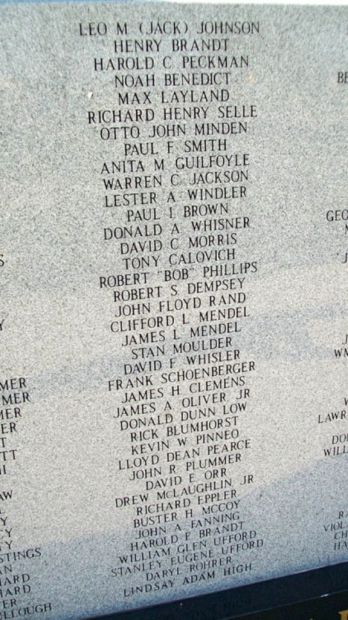 LEO M (JACK) JOHNSON
HENRY BRANDT
HAROLD C PECKMAN
NOAH BENEDICT
MAX LAYLAND
RICHARD HENRY SELLE
OTTO JOHN MINDEN
PAUL F SMITH
ANITA M GUILFOYLE
WARREN C JACKSON
LESTER A WINDLER
PAUL I BROWN
DONALD A WHISNER
DAVID C MORRIS
TONY CALOVICH
ROBERT "BOB" PHILLIPS
ROBERT S DEMPSEY
JOHN FLOYD RAND
CLIFFORD L MENDEL
JAMES L MENDEL
STAN MOULDER
DAVID F WHISLER
FRANK SCHOENBERGER
JAMES H CLEMENS
JAMES A OLIVER JR
DONALD DUNN LOW
RICK BLUMHORST
KEVIN W PINNEO
LLOYD DEAN PEARCE
JOHN R PLUMMER
DAVID E ORR
DREW MCLAUGHLIN JR
RICHARD EPPLER
BUSTER H MCCOY
JOHN A FANNING
HAROLD F BRANDT
WILLIAM GLEN UFFORD
STANLEY EUGENE UFFORD
DARYL ROHRER
LINDSAY ADAM HIGH